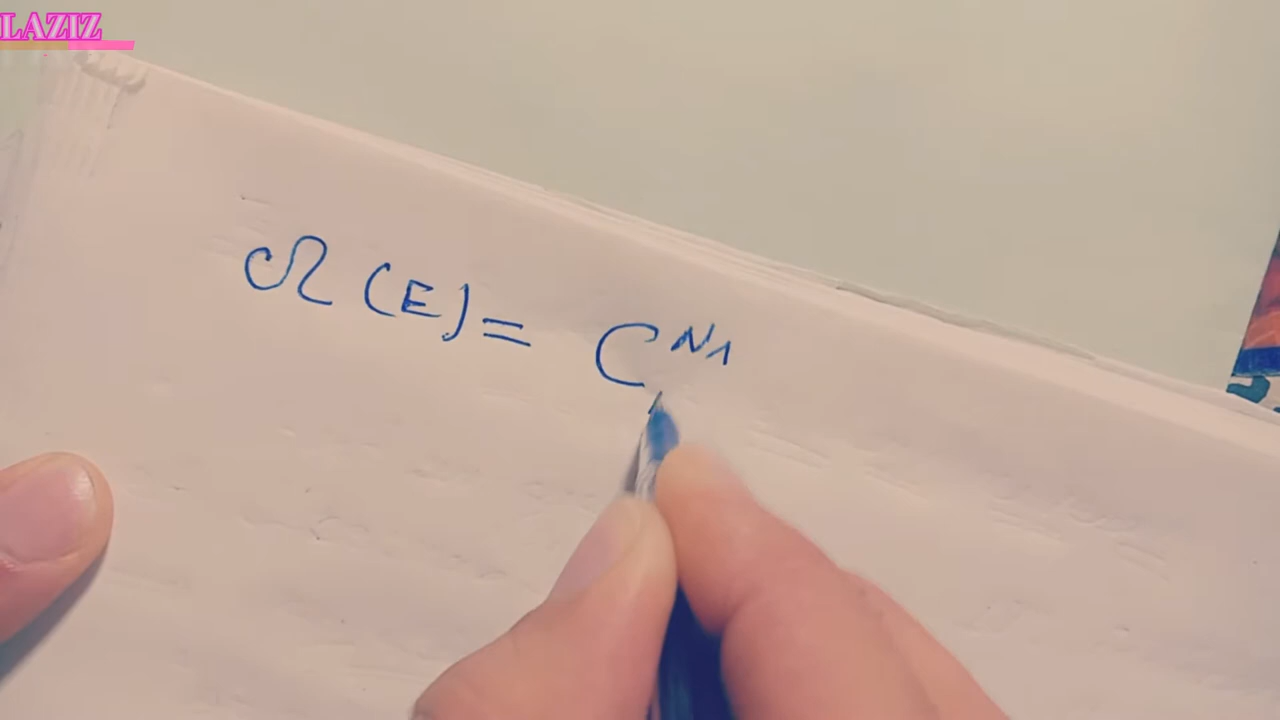 LAZIZ
Ω(E) = C^N₁